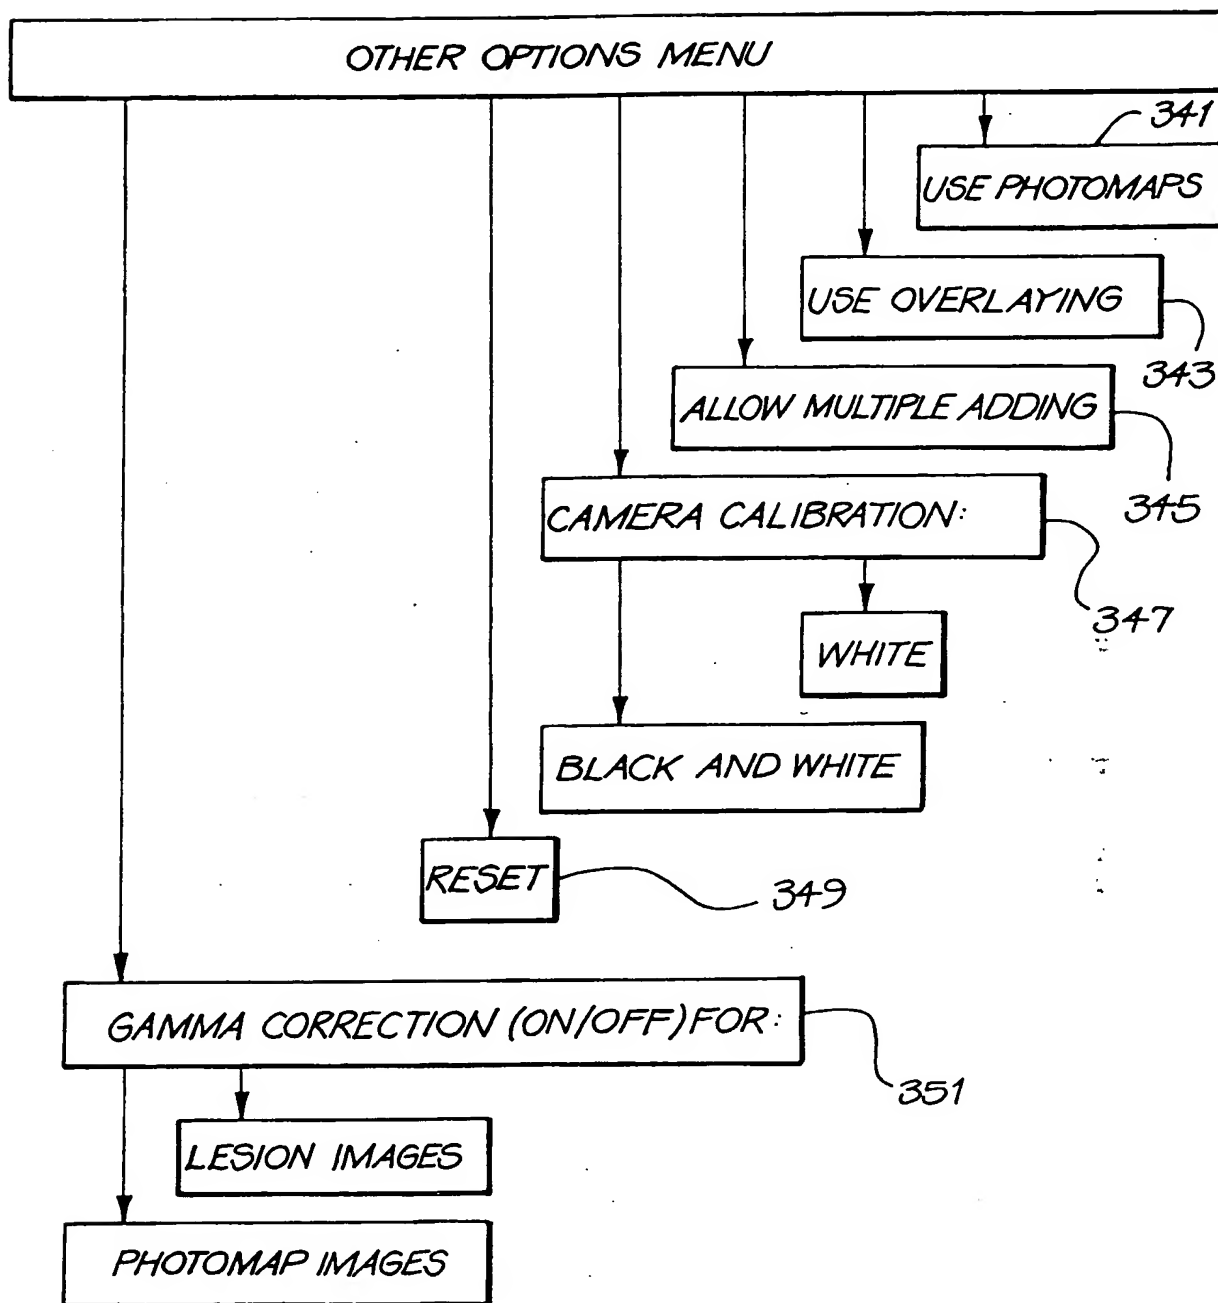 OTHER OPTIONS MENU
341
USE PHOTOMAPS
USE OVERLAYING
343
ALLOW MULTIPLE ADDING
345
CAMERA CALIBRATION:
347
WHITE
BLACK AND WHITE
RESET
349
GAMMA CORRECTION (ON/OFF) FOR:
351
LESION IMAGES
PHOTOMAP IMAGES